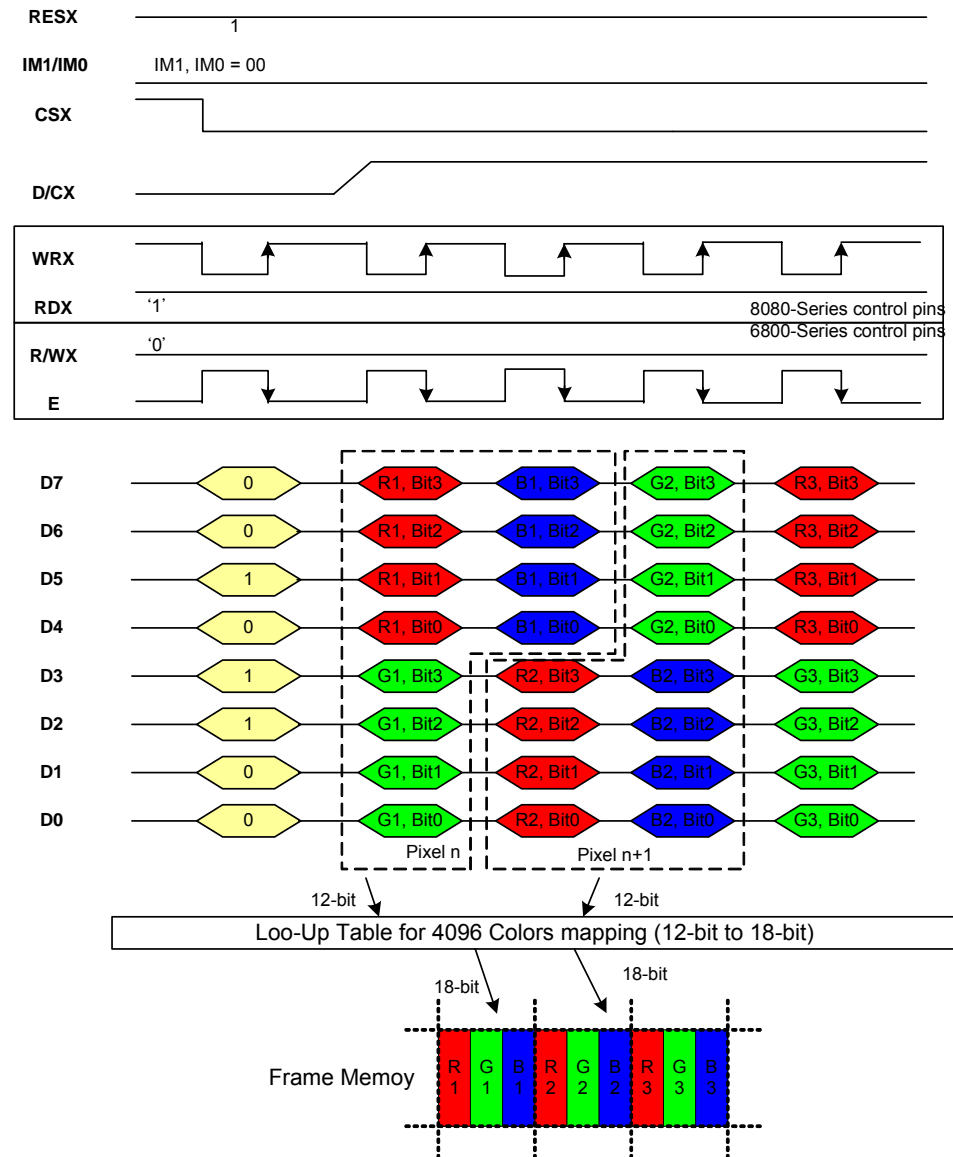 RESX
1
IM1/IM0 IM1, IM0 = 00
CSX
D/CX
WRX
RDX ‘1’ 8080-Series control pins
6800-Series control pins
R/WX ‘0’
E
D7 0 R1, Bit3 B1, Bit3 G2, Bit3 R3, Bit3
D6 0 R1, Bit2 B1, Bit2 G2, Bit2 R3, Bit2
D5 1 R1, Bit1 B1, Bit1 G2, Bit1 R3, Bit1
D4 0 R1, Bit0 B1, Bit0 G2, Bit0 R3, Bit0
D3 1 G1, Bit3 R2, Bit3 B2, Bit3 G3, Bit3
D2 1 G1, Bit2 R2, Bit2 B2, Bit2 G3, Bit2
D1 0 G1, Bit1 R2, Bit1 B2, Bit1 G3, Bit1
D0 0 G1, Bit0 R2, Bit0 B2, Bit0 G3, Bit0
Pixel n Pixel n+1
12-bit 12-bit
Loo-Up Table for 4096 Colors mapping (12-bit to 18-bit)
18-bit 18-bit
Frame Memoy R G B R G B R G B
1 1 1 2 2 2 3 3 3